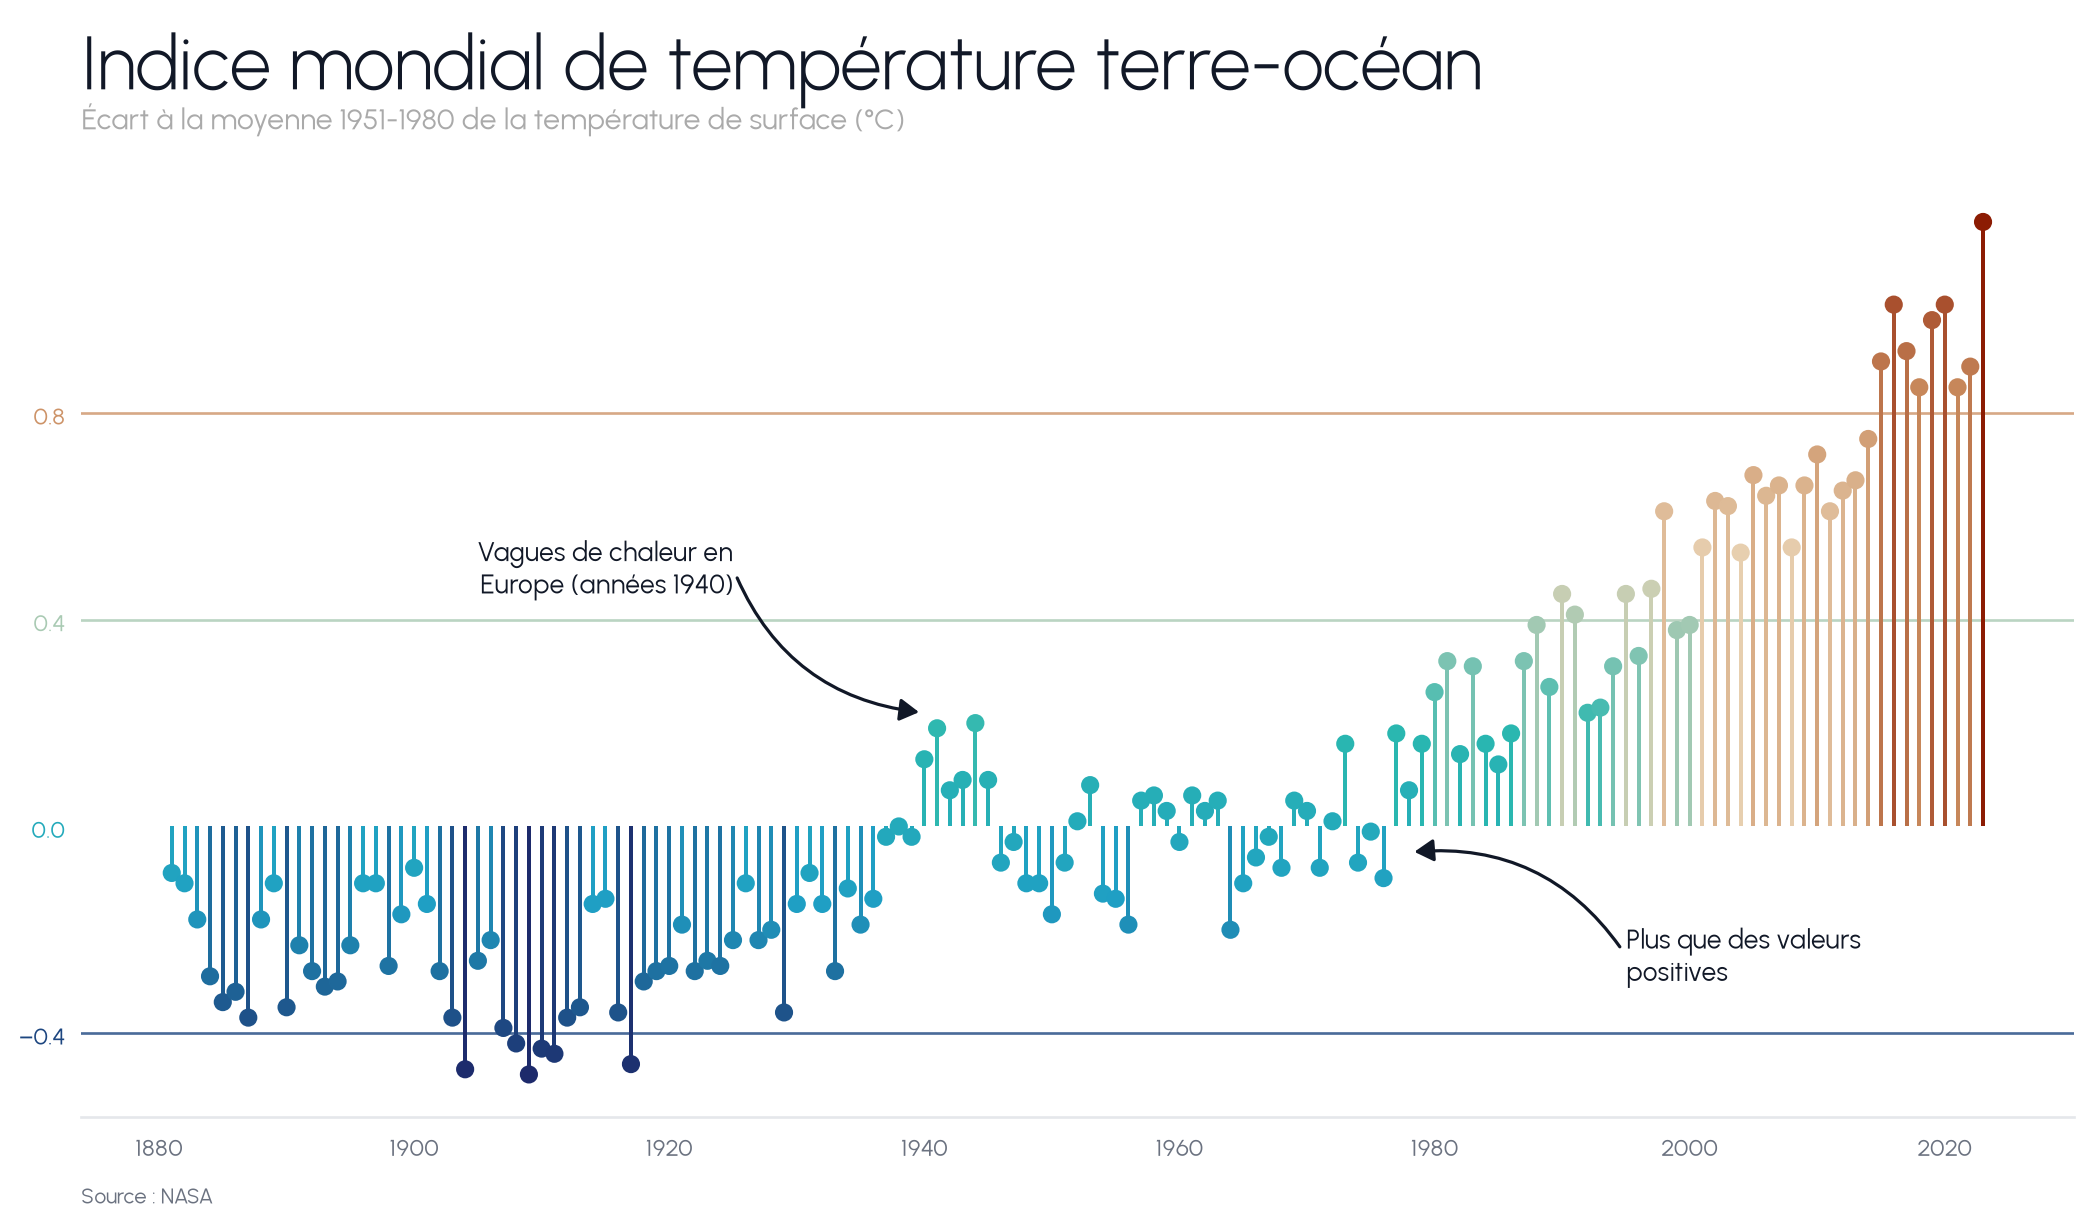 Indice mondial de température terre-océan
Écart à la moyenne 1951-1980 de la température de surface (°C)
0.8
Vagues de chaleur en
Europe (années 1940)
0.4
0.0
Plus que des valeurs
positives
−0.4
1880
1900
1920
1940
1960
1980
2000
2020
Source : NASA